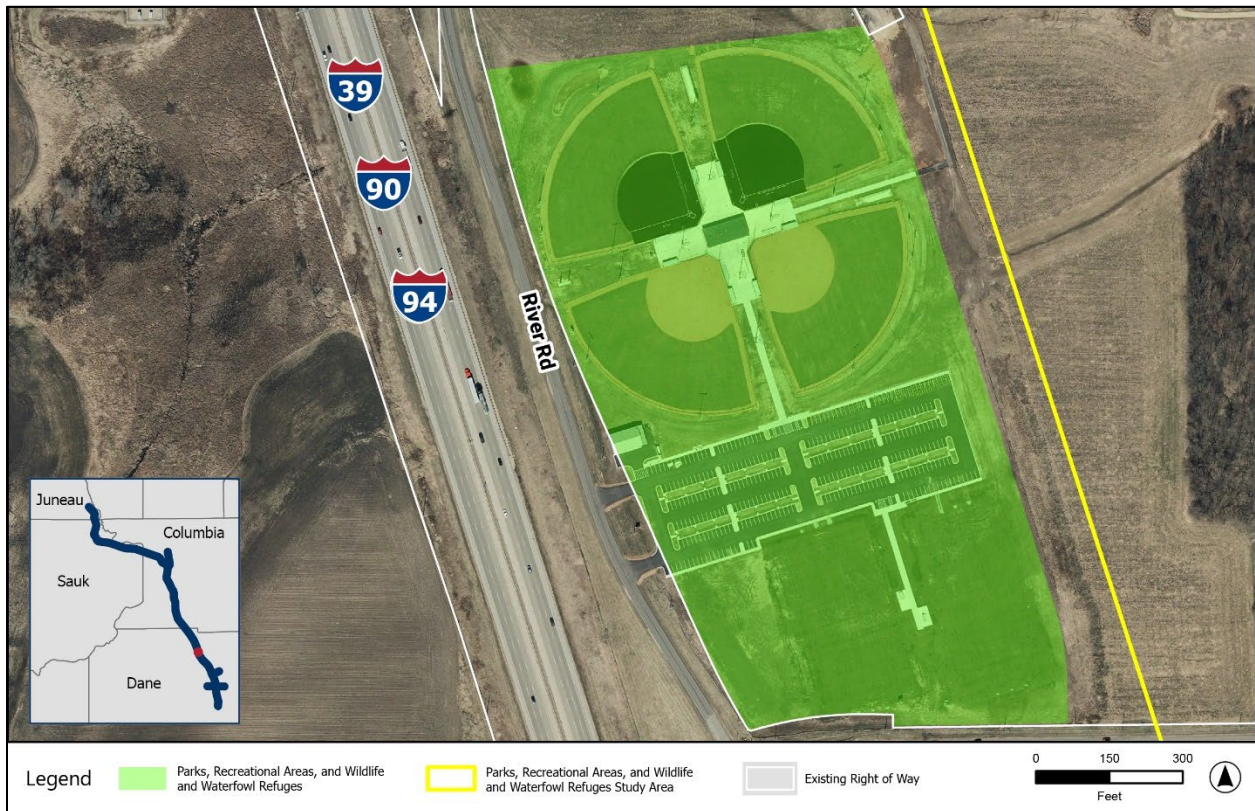 39
90
94
River Rd
Juneau
Columbia
Sauk
Dane
Legend
Parks, Recreational Areas, and Wildlife
and Waterfowl Refuges
Parks, Recreational Areas, and Wildlife
and Waterfowl Refuges Study Area
Existing Right of Way
0 150 300
Feet